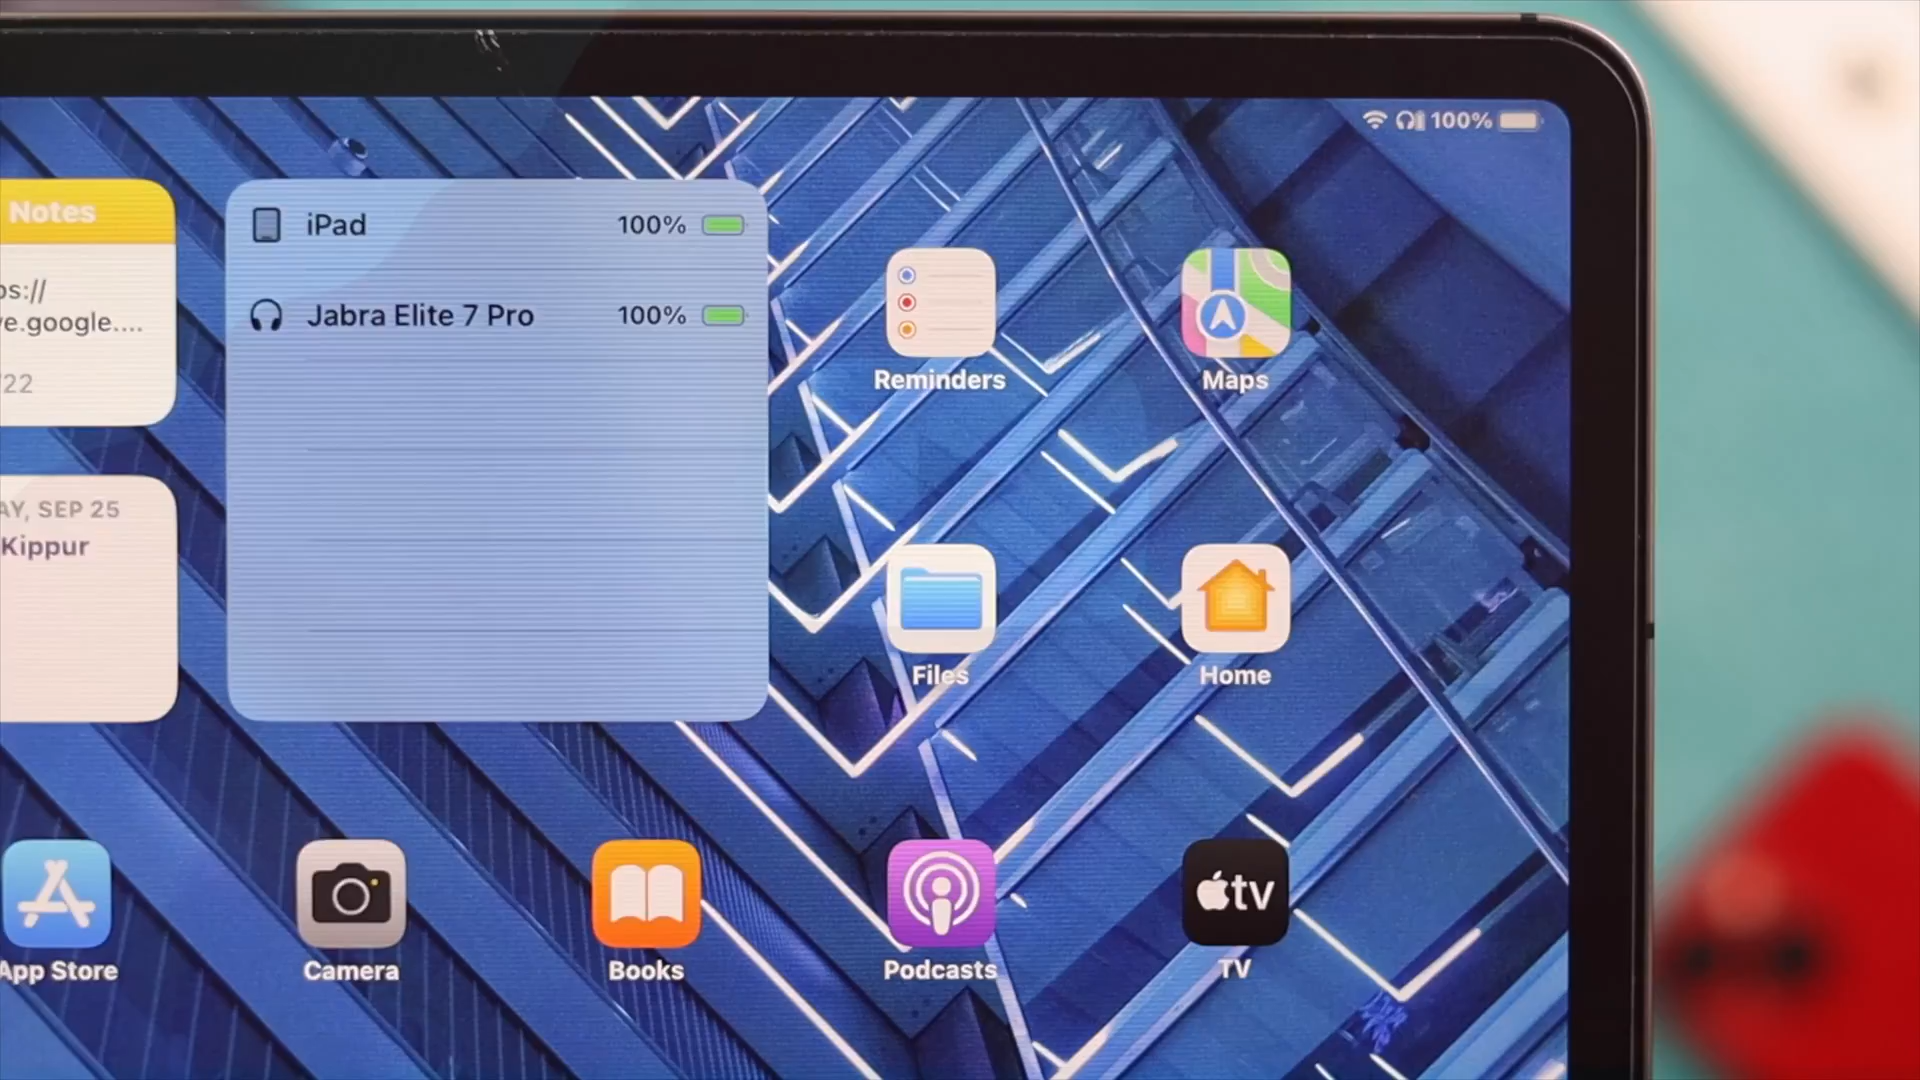 100%
Notes
ps://
ve.google....
/22
iPad 100%
Jabra Elite 7 Pro 100%
Reminders
Maps
AY, SEP 25
Kippur
Files
Home
tv
App Store
Camera
Books
Podcasts
TV